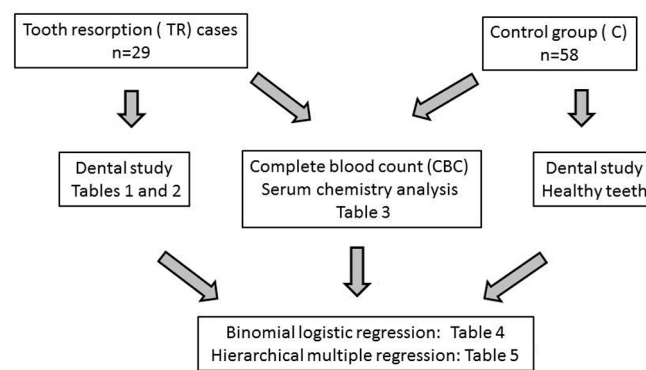 Tooth resorption ( TR) cases
n=29
Control group ( C)
n=58
Dental study
Tables 1 and 2
Complete blood count (CBC)
Serum chemistry analysis
Table 3
Dental study
Healthy teeth
Binomial logistic regression: Table 4
Hierarchical multiple regression: Table 5